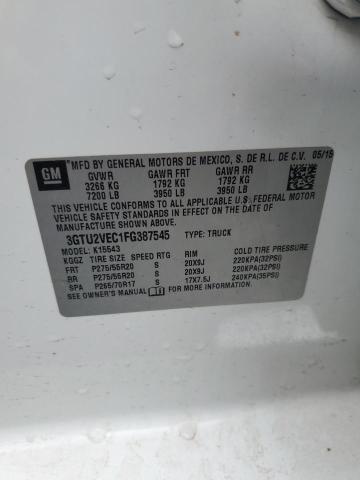 GM MFD BY GENERAL MOTORS DE MEXICO, S. DE R.L. DE C.V. 05/15
GVWR GAWR FRT GAWR RR
3266 KG 1792 KG 1792 KG
7200 LB 3950 LB 3950 LB
THIS VEHICLE CONFORMS TO ALL APPLICABLE U.S. FEDERAL MOTOR
VEHICLE SAFETY STANDARDS IN EFFECT ON THE DATE OF
MANUFACTURE SHOWN ABOVE.
3GTU2VEC1FG387545 TYPE: TRUCK
MODEL: K15543
KGGZ TIRE SIZE SPEED RTG RIM COLD TIRE PRESSURE
FRT P275/55R20 S 20X9J 220KPA(32PSI)
RR P275/55R20 S 20X9J 220KPA(32PSI)
SPA P265/70R17 S 17X7.5J 240KPA(35PSI)
SEE OWNER'S MANUAL FOR ADDITIONAL INFORMATION.